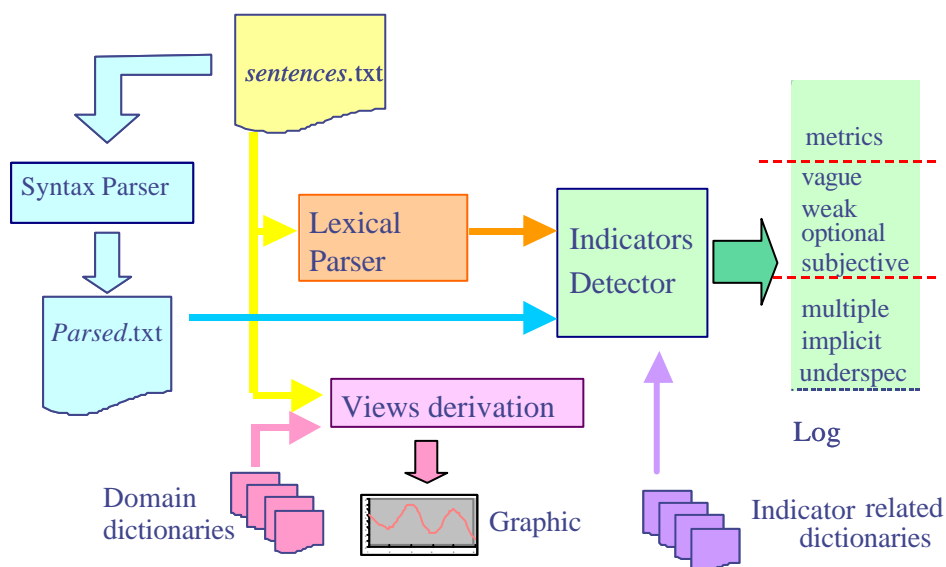 sentences.txt
Syntax Parser
Parsed.txt
Lexical
Parser
Indicators
Detector
metrics
vague
weak
optional
subjective
multiple
implicit
underspec
Log
Views derivation
Domain
dictionaries
Graphic
Indicator related
dictionaries